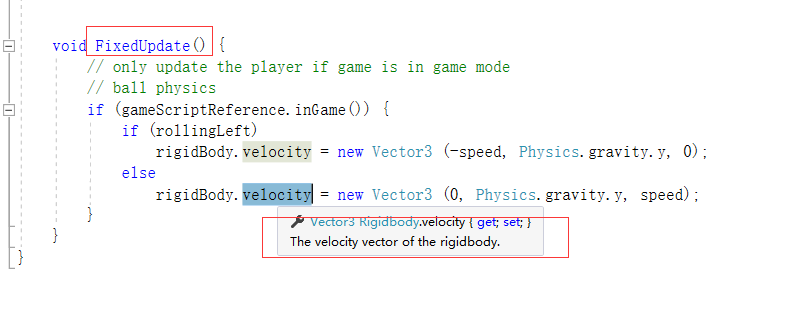 void FixedUpdate() {
// only update the player if game is in game mode
// ball physics
if (gameScriptReference.inGame()) {
if (rollingLeft)
rigidBody.velocity = new Vector3 (-speed, Physics.gravity.y, 0);
else
rigidBody.velocity = new Vector3 (0, Physics.gravity.y, speed);
}
Vector3 Rigidbody.velocity { get; set; }
The velocity vector of the rigidbody.
}
}